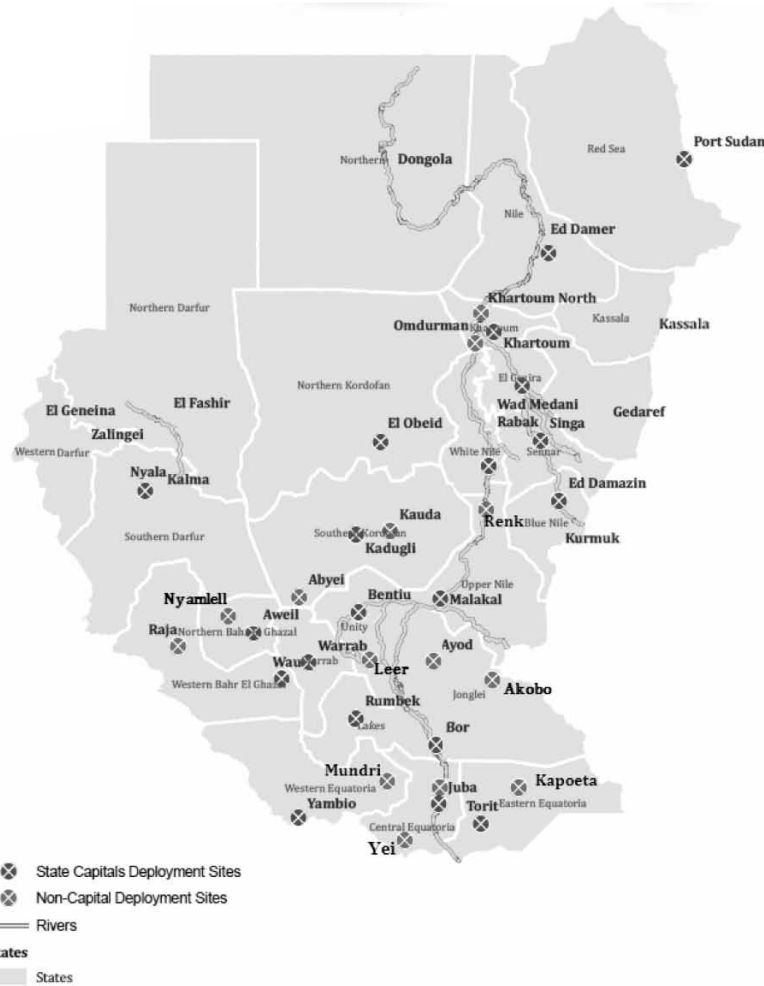 Port Sudan
Red Sea
Northern
Dongola
Nile
Ed Damer
Khartoum North
Northern Darfur
Kassala
Kassala
Omdurman
Khartoum
Khartoum
El Gezira
Northern Kordofan
El Geneina
El Fashir
Wad Medani
Gedaref
Zalingei
El Obeid
Rabak
Singa
Western Darfur
White Nile
Sennar
Nyala
Kalma
Ed Damazin
Kauda
Renk
Blue Nile
Southern Darfur
Southern Kordofan
Kurmuk
Kadugli
Abyei
Upper Nile
Nyamlell
Bentiu
Malakal
Aweil
Unity
Raja
Northern Bahr Ghazal
Warrab
Ayod
Wau
Warrab
Leer
Western Bahr El Ghazal
Jonglei
Akobo
Rumbek
Lakes
Bor
Mundri
Kapoeta
Western Equatoria
Juba
Yambio
Torit
Eastern Equatoria
Central Equatoria
Yei
State Capitals Deployment Sites
Non-Capital Deployment Sites
Rivers
tates
States